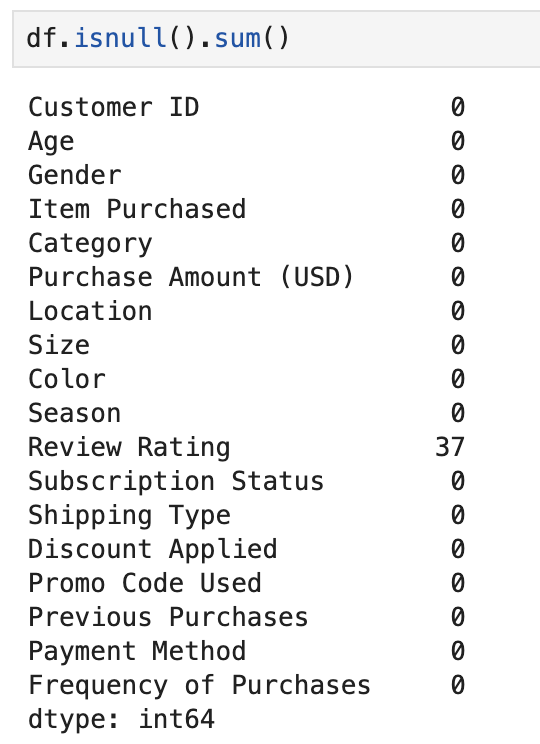 df.isnull().sum()
Customer ID 0
Age 0
Gender 0
Item Purchased 0
Category 0
Purchase Amount (USD) 0
Location 0
Size 0
Color 0
Season 0
Review Rating 37
Subscription Status 0
Shipping Type 0
Discount Applied 0
Promo Code Used 0
Previous Purchases 0
Payment Method 0
Frequency of Purchases 0
dtype: int64